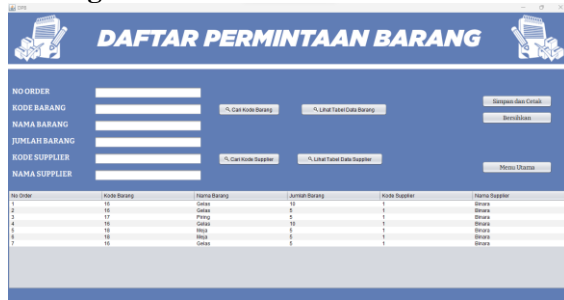 DAFTAR PERMINTAAN BARANG
NO ORDER
KODE BARANG
Cari Kode Barang
Lihat Tabel Data Barang
Simpan dan Cetak
Bersihkan
NAMA BARANG
JUMLAH BARANG
KODE SUPPLIER
Cari Kode Supplier
Lihat Tabel Data Supplier
NAMA SUPPLIER
Menu Utama
No Order Kode Barang Nama Barang Jumlah Barang Kode Supplier Nama Supplier
1 16 Gelas 10 1 Binara
2 16 Gelas 5 1 Binara
3 17 Piring 5 1 Binara
4 16 Gelas 10 1 Binara
5 18 Meja 5 1 Binara
6 18 Meja 5 1 Binara
7 16 Gelas 5 1 Binara